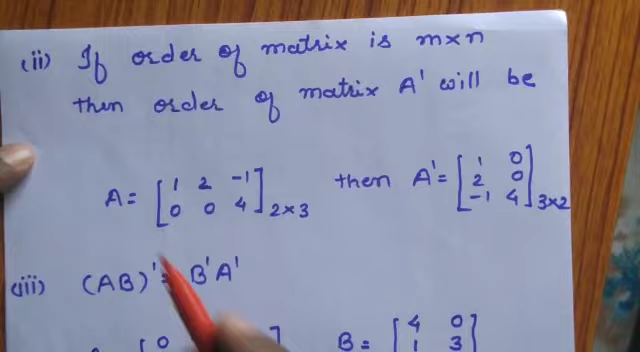 (ii) If order of matrix is m×n
then order of matrix A' will be
A = [1 2 -1 0 0 4] 2×3 then A' = [1 0 2 0 -1 4] 3×2
(iii) (AB)' = B'A'
B = [4 0
1 3]